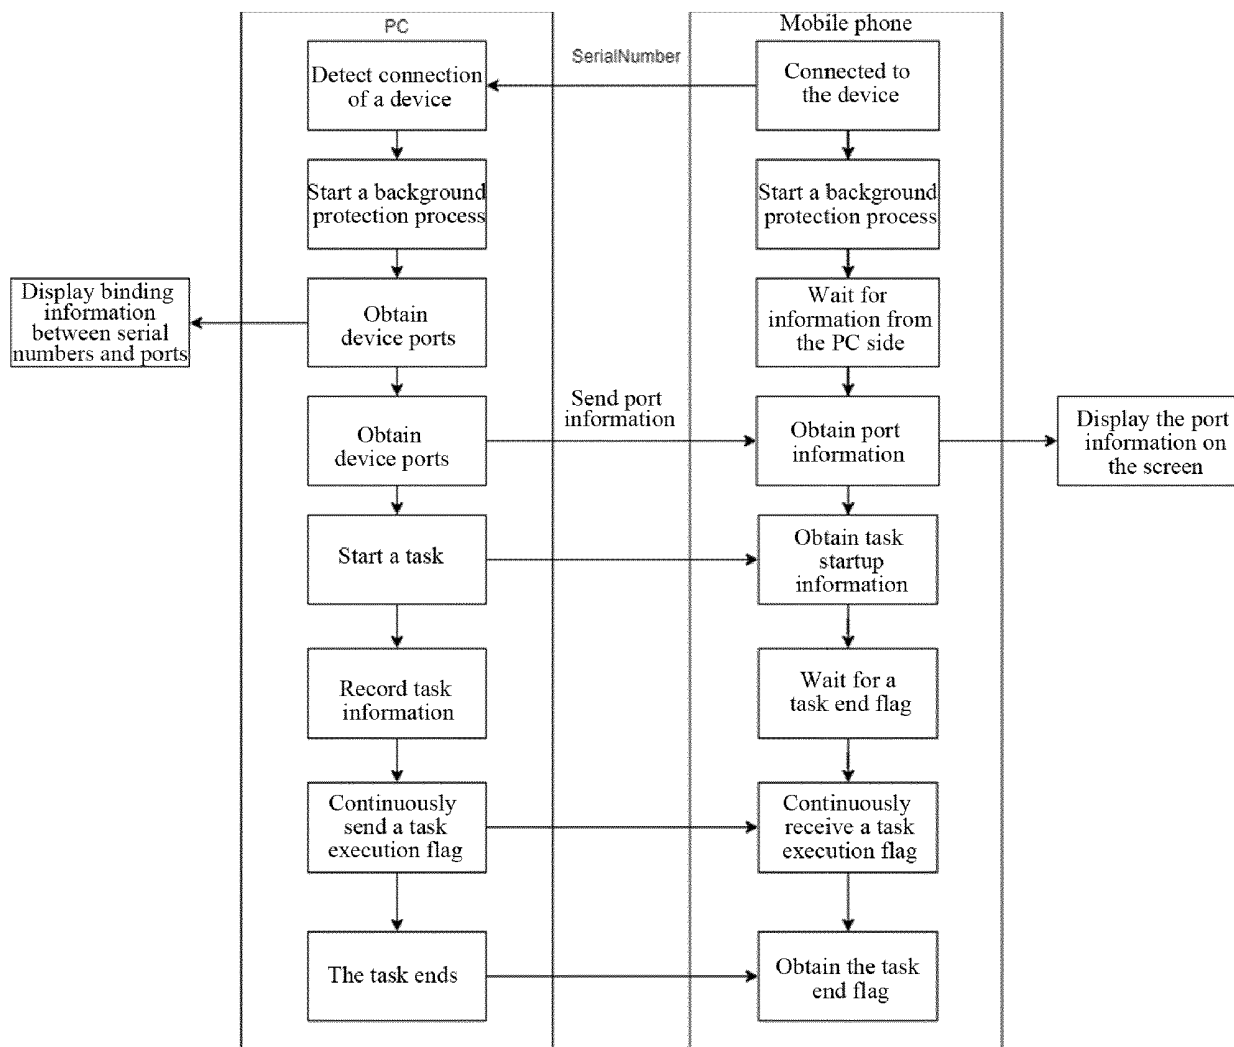 PC
Mobile phone
SerialNumber
Detect connection
of a device
Connected to
the device
Start a background
protection process
Start a background
protection process
Display binding
information
between serial
numbers and ports
Obtain
device ports
Wait for
information from
the PC side
Send port
information
Obtain
device ports
Obtain port
information
Display the port
information on
the screen
Start a task
Obtain task
startup
information
Record task
information
Wait for a
task end flag
Continuously
send a task
execution flag
Continuously
receive a task
execution flag
The task ends
Obtain the task
end flag